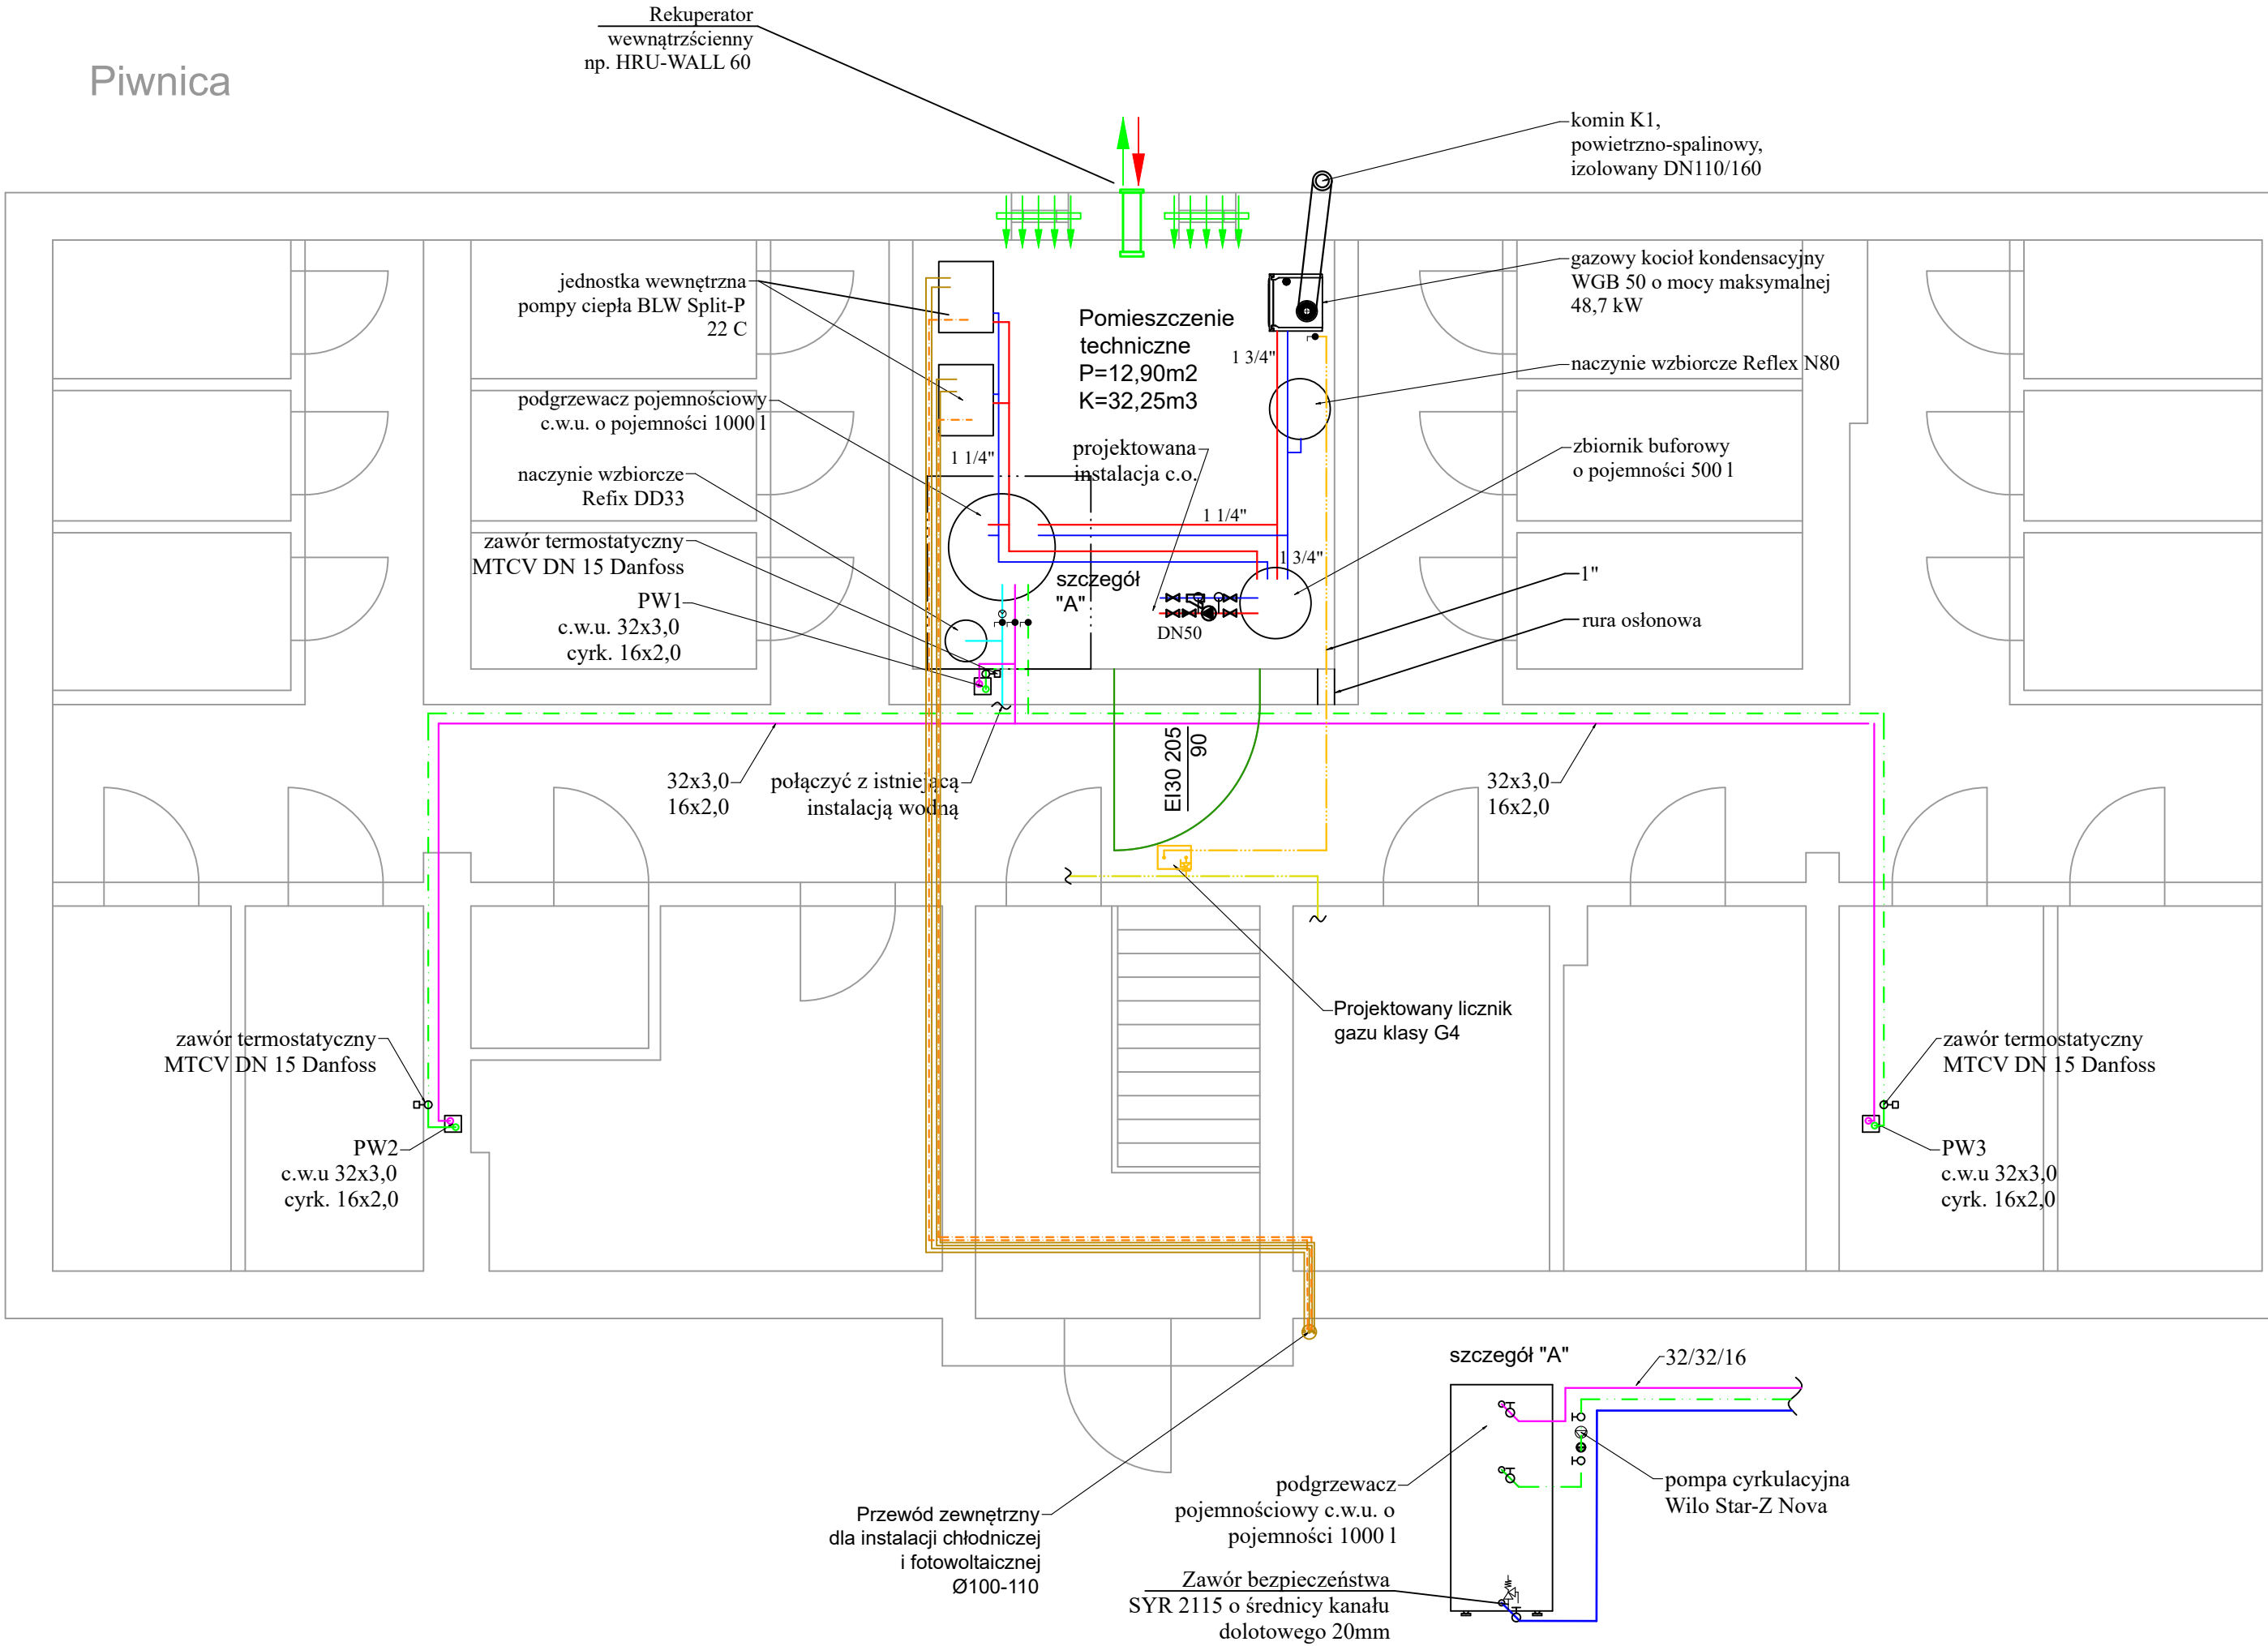 Rekuperator
wewnątrzścienny
np. HRU-WALL 60
Piwnica
komin K1,
powietrzno-spalinowy,
izolowany DN110/160
jednostka wewnętrzna
pompy ciepła BLW Split-P
22 C
gazowy kocioł kondensacyjny
WGB 50 o mocy maksymalnej
48,7 kW
Pomieszczenie
techniczne
P=12,90m2
K=32,25m3
1 3/4"
naczynie wzbiorcze Reflex N80
podgrzewacz pojemnościowy
c.w.u. o pojemności 1000 l
projektowana
instalacja c.o.
zbiornik buforowy
o pojemności 500 l
1 1/4"
naczynie wzbiorcze
Refix DD33
1 1/4"
zawór termostatyczny
MTCV DN 15 Danfoss
1 3/4"
szczegół
"A"
1"
PW1
c.w.u. 32x3,0
cyrk. 16x2,0
DN50
rura osłonowa
EI30 205
90
32x3,0
16x2,0
połączyć z istniejącą
instalacją wodną
32x3,0
16x2,0
Projektowany licznik
gazu klasy G4
zawór termostatyczny
MTCV DN 15 Danfoss
zawór termostatyczny
MTCV DN 15 Danfoss
PW2
c.w.u 32x3,0
cyrk. 16x2,0
PW3
c.w.u 32x3,0
cyrk. 16x2,0
szczegół "A"
32/32/16
podgrzewacz
pojemnościowy c.w.u. o
pojemności 1000 l
pompa cyrkulacyjna
Wilo Star-Z Nova
Przewód zewnętrzny
dla instalacji chłodniczej
i fotowoltaicznej
Ø100-110
Zawór bezpieczeństwa
SYR 2115 o średnicy kanału
dolotowego 20mm